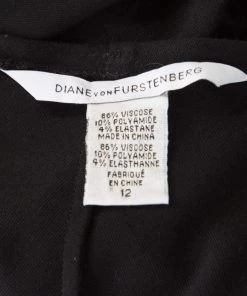 DIANE VON FURSTENBERG
86% VISCOSE
10% POLYAMIDE
4% ELASTANE
MADE IN CHINA
86% VISCOSE
10% POLYAMIDE
4% ELASTHANNE
FABRIQUÉ
EN CHINE
12